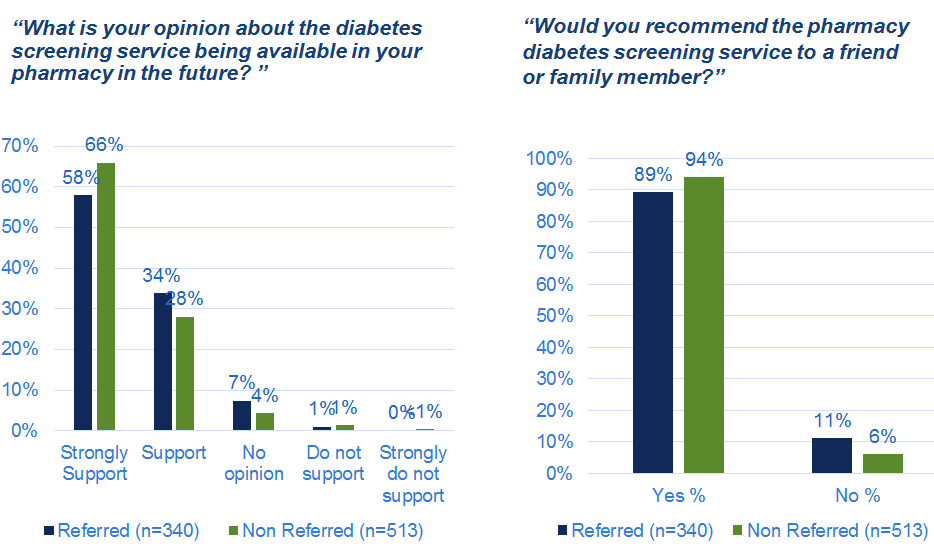 “What is your opinion about the diabetes
screening service being available in your
pharmacy in the future? ”
70%
60%
50%
40%
30%
20%
10%
0%
58%
66%
34%
28%
7%
4%
1%
1%
0%
<1%
Strongly
Support
Support
No
opinion
Do not
support
Strongly
do not
support
Referred (n=340)
Non Referred (n=513)
“Would you recommend the pharmacy
diabetes screening service to a friend
or family member?”
100%
90%
80%
70%
60%
50%
40%
30%
20%
10%
0%
89%
94%
11%
6%
Yes %
No %
Referred (n=340)
Non Referred (n=513)